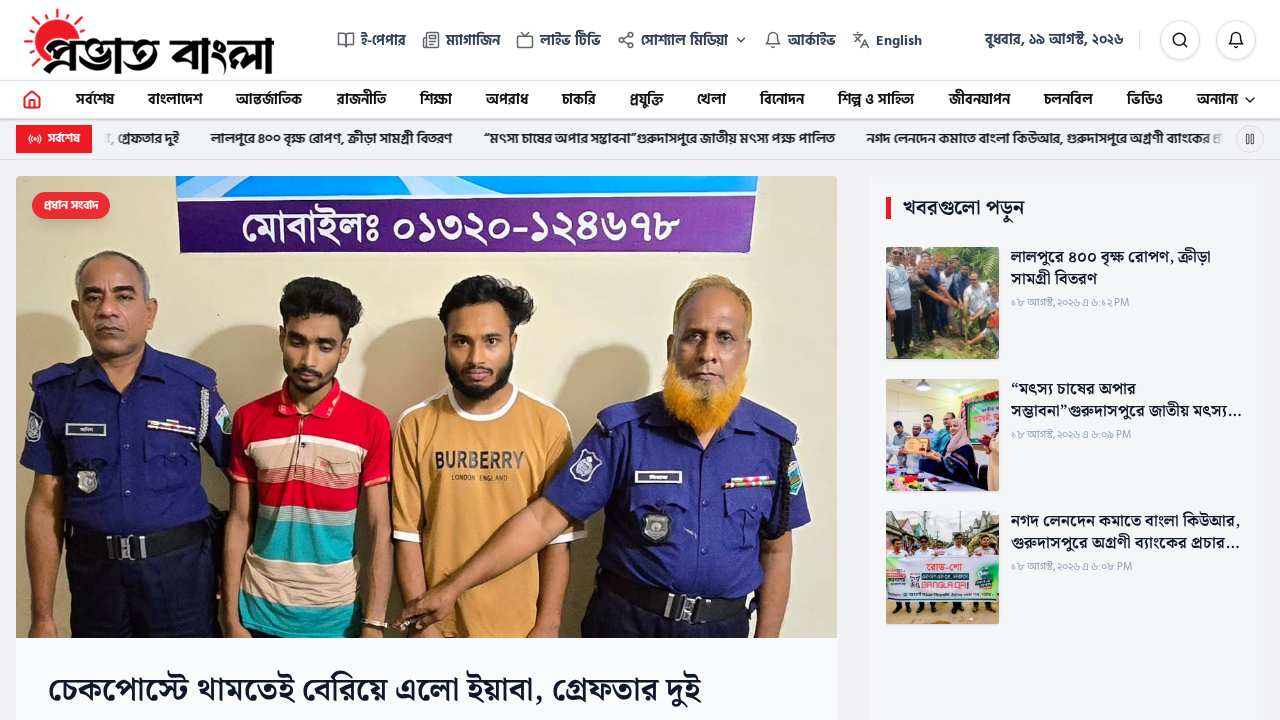 প্রভাত বাংলা
ই-পেপার
ম্যাগাজিন
লাইভ টিভি
সোশ্যাল মিডিয়া
আর্কাইভ
English
বুধবার, ১৯ আগস্ট, ২০২৬
সর্বশেষ
বাংলাদেশ
আন্তর্জাতিক
রাজনীতি
শিক্ষা
অপরাধ
চাকরি
প্রযুক্তি
খেলা
বিনোদন
শিল্প ও সাহিত্য
জীবনযাপন
চলনবিল
ভিডিও
অন্যান্য
সর্বশেষ
গ্রেফতার দুই
লালপুরে ৪০০ বৃক্ষ রোপণ, ক্রীড়া সামগ্রী বিতরণ
“মৎস্য চাষের অপার সম্ভাবনা”গুরুদাসপুরে জাতীয় মৎস্য পক্ষ পালিত
নগদ লেনদেন কমাতে বাংলা কিউআর, গুরুদাসপুরে অগ্রণী ব্যাংকের
প্রধান সংবাদ
মোবাইলঃ ০১৩২০-১২৪৬৭৮
BURBERRY
LONDON ENGLAND
চেকপোস্টে থামতেই বেরিয়ে এলো ইয়াবা, গ্রেফতার দুই
খবরগুলো পড়ুন
লালপুরে ৪০০ বৃক্ষ রোপণ, ক্রীড়া
সামগ্রী বিতরণ
১৮ আগস্ট, ২০২৬ এ ৬:১২ PM
“মৎস্য চাষের অপার
সম্ভাবনা”গুরুদাসপুরে জাতীয় মৎস্য...
১৮ আগস্ট, ২০২৬ এ ৬:০৯ PM
নগদ লেনদেন কমাতে বাংলা কিউআর,
গুরুদাসপুরে অগ্রণী ব্যাংকের প্রচার...
১৮ আগস্ট, ২০২৬ এ ৬:০৮ PM
রোড-শো
BANGLA QR